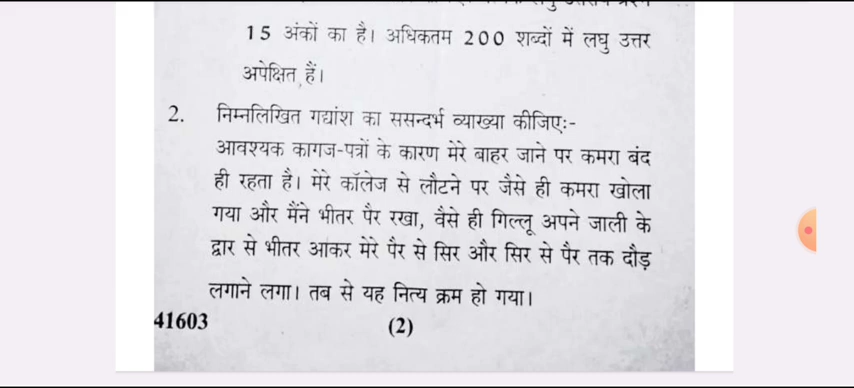 15 अंकों का है। अधिकतम 200 शब्दों में लघु उत्तर
अपेक्षित हैं।
2. निम्नलिखित गद्यांश का ससन्दर्भ व्याख्या कीजिएः-
आवश्यक कागज-पत्रों के कारण मेरे बाहर जाने पर कमरा बंद
ही रहता है। मेरे कॉलेज से लौटने पर जैसे ही कमरा खोला
गया और मैंने भीतर पैर रखा, वैसे ही गिल्लू अपने जाली के
द्वार से भीतर आकर मेरे पैर से सिर और सिर से पैर तक दौड़
लगाने लगा। तब से यह नित्य क्रम हो गया।
41603 (2)